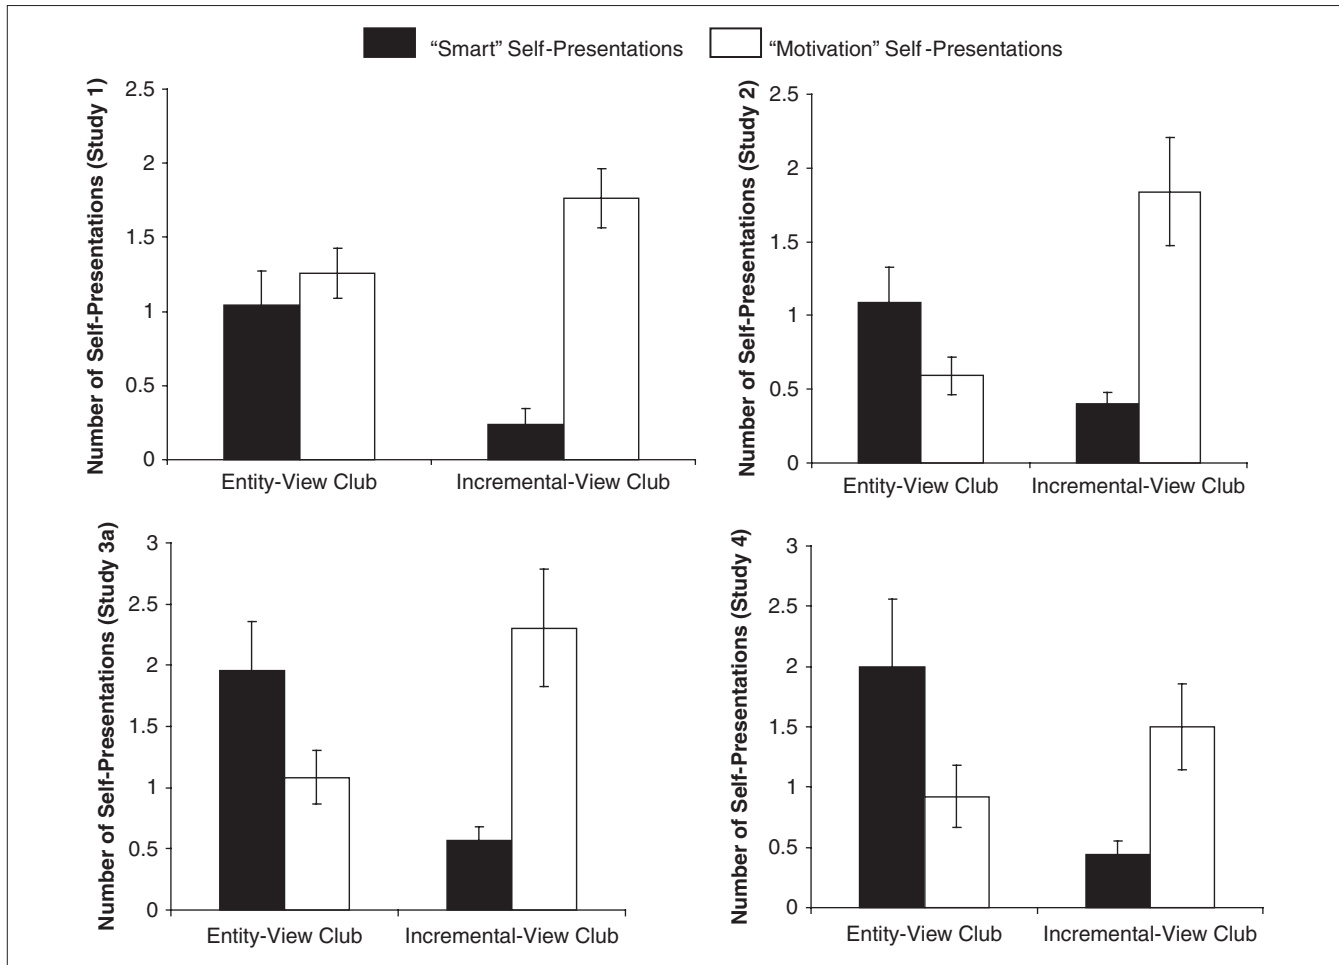 “Smart” Self-Presentations
“Motivation” Self-Presentations
Number of Self-Presentations (Study 1)
2.5
2
1.5
1
0.5
0
Entity-View Club
Incremental-View Club
Number of Self-Presentations (Study 2)
2.5
2
1.5
1
0.5
0
Entity-View Club
Incremental-View Club
Number of Self-Presentations (Study 3a)
3
2.5
2
1.5
1
0.5
0
Entity-View Club
Incremental-View Club
Number of Self-Presentations (Study 4)
3
2.5
2
1.5
1
0.5
0
Entity-View Club
Incremental-View Club